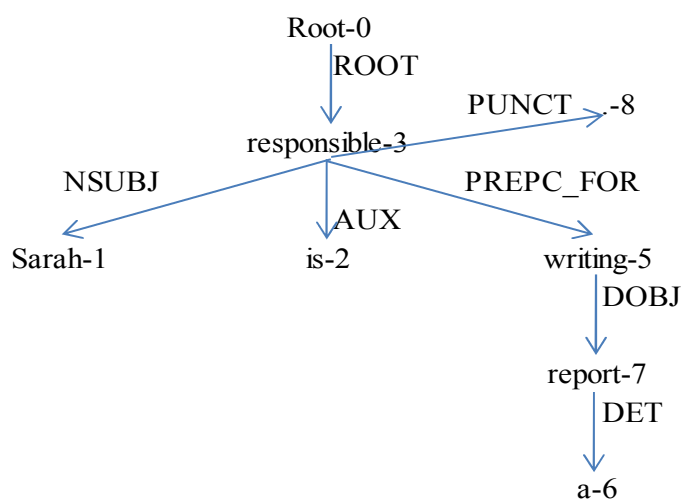 Root-0
ROOT
PUNCT .-8
responsible-3
NSUBJ PREPC_FOR
AUX
Sarah-1 is-2 writing-5
DOBJ
report-7
DET
a-6